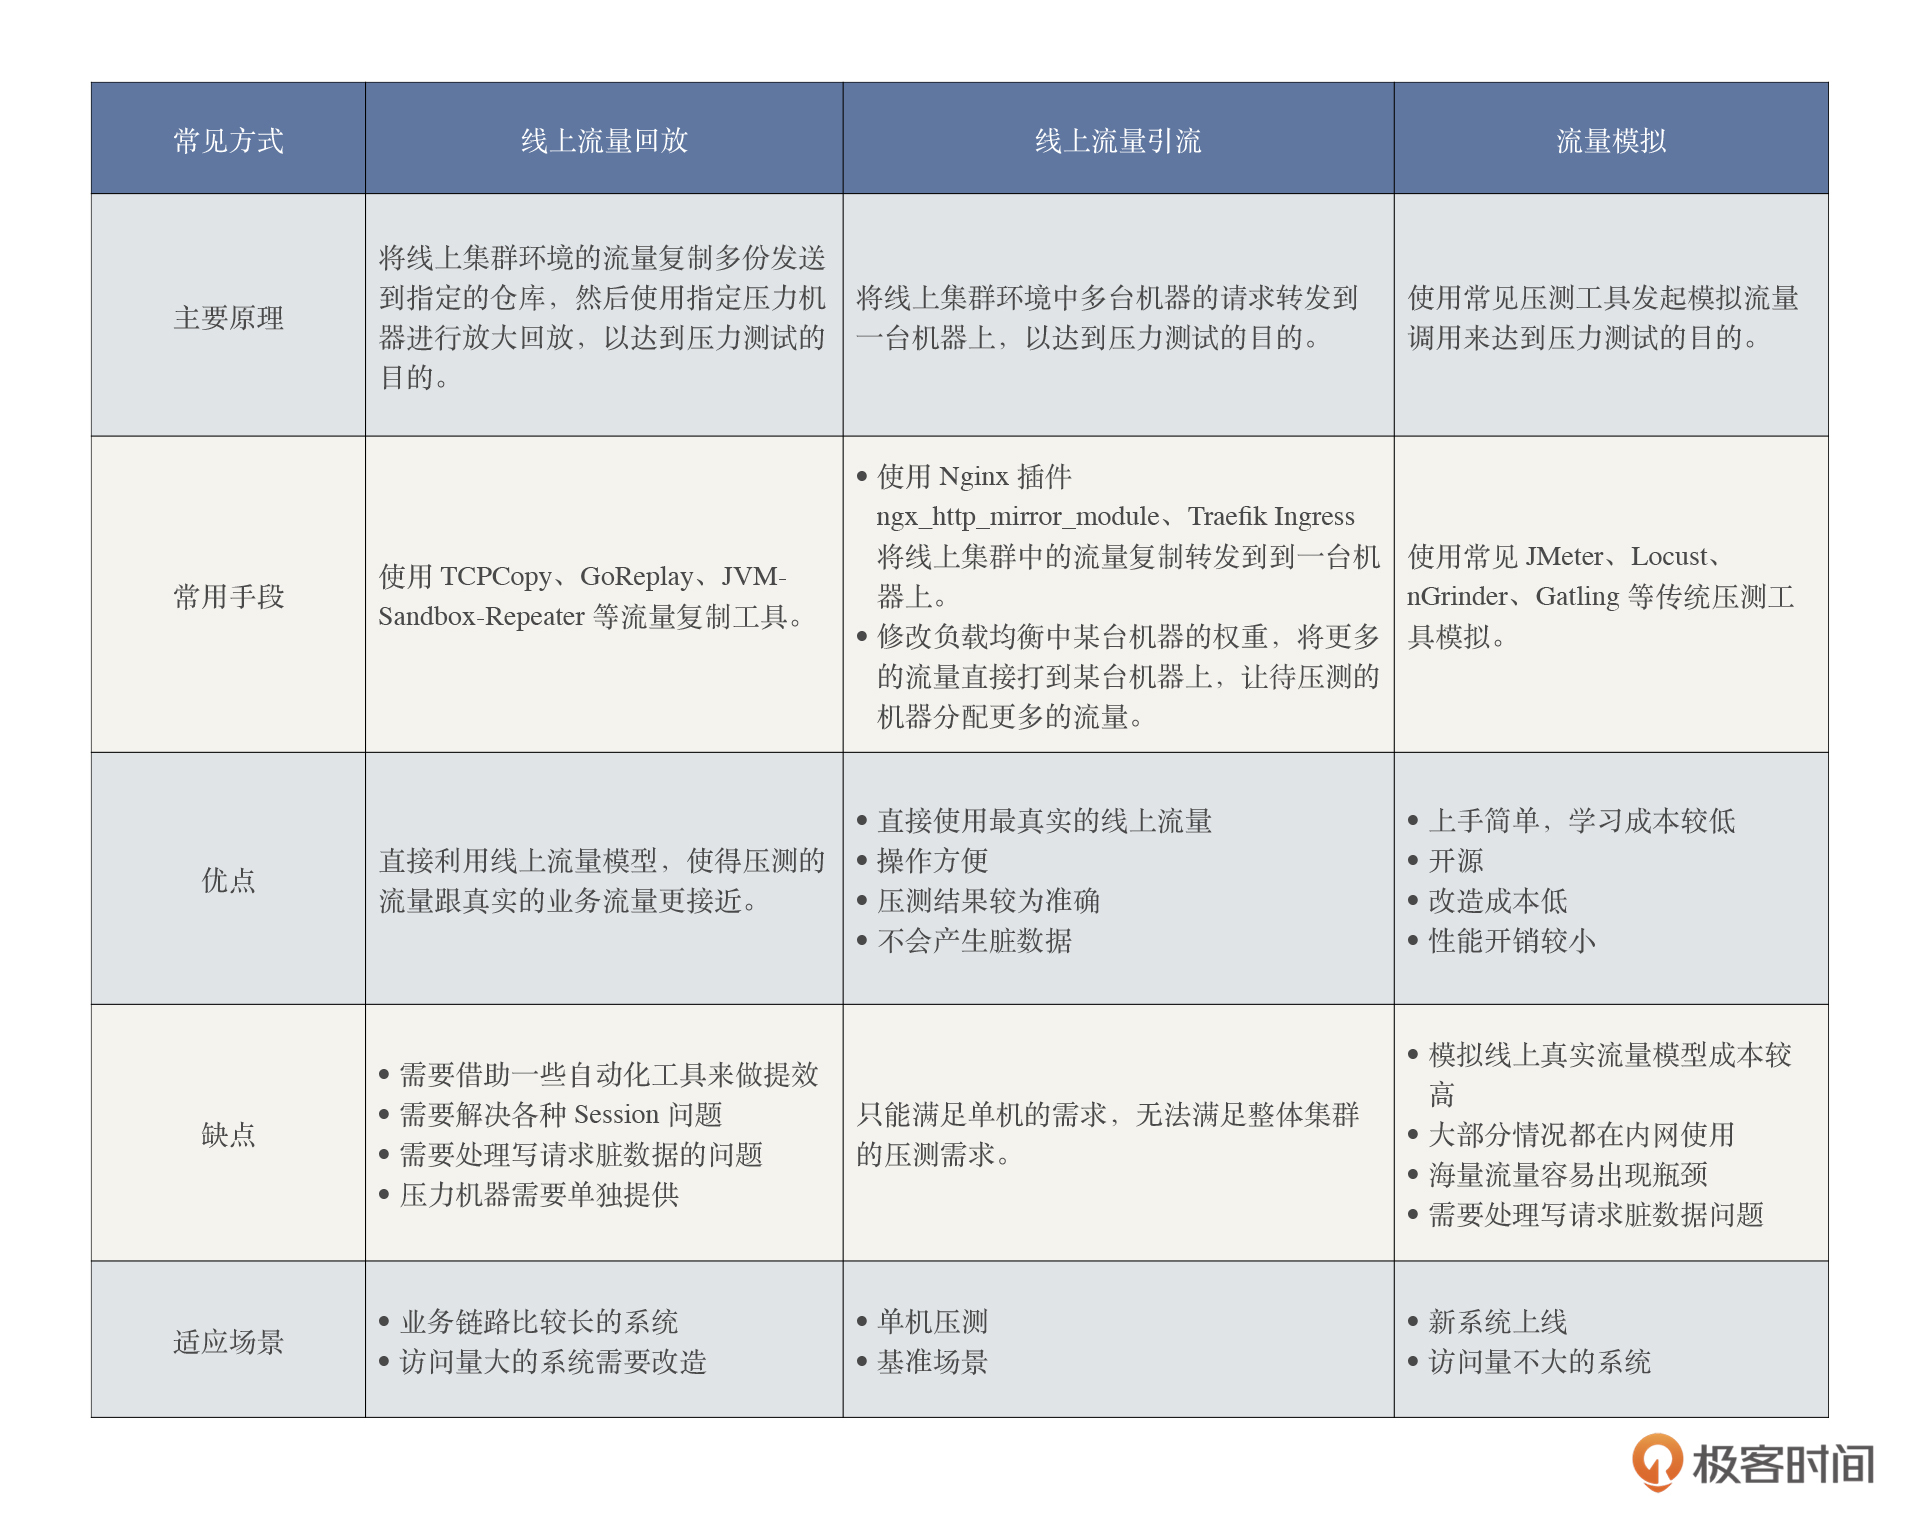 常见方式
线上流量回放
线上流量引流
流量模拟
主要原理
将线上集群环境的流量复制多份发送
到指定的仓库，然后使用指定压力机
器进行放大回放，以达到压力测试的
目的。
将线上集群环境中多台机器的请求转发到
一台机器上，以达到压力测试的目的。
使用常见压测工具发起模拟流量
调用来达到压力测试的目的。
常用手段
使用 TCPCopy、GoReplay、JVM-
Sandbox-Repeater 等流量复制工具。
• 使用 Nginx 插件
ngx_http_mirror_module、Traefik Ingress
将线上集群中的流量复制转发到到一台机
器上。
• 修改负载均衡中某台机器的权重，将更多
的流量直接打到某台机器上，让待压测的
机器分配更多的流量。
使用常见 JMeter、Locust、
nGrinder、Gatling 等传统压测工
具模拟。
优点
直接利用线上流量模型，使得压测的
流量跟真实的业务流量更接近。
• 直接使用最真实的线上流量
• 操作方便
• 压测结果较为准确
• 不会产生脏数据
• 上手简单，学习成本较低
• 开源
• 改造成本低
• 性能开销较小
缺点
• 需要借助一些自动化工具来做提效
• 需要解决各种 Session 问题
• 需要处理写请求脏数据的问题
• 压力机器需要单独提供
只能满足单机的需求，无法满足整体集群
的压测需求。
• 模拟线上真实流量模型成本较
高
• 大部分情况都在内网使用
• 海量流量容易出现瓶颈
• 需要处理写请求脏数据问题
适应场景
• 业务链路比较长的系统
• 访问量大的系统需要改造
• 单机压测
• 基准场景
• 新系统上线
• 访问量不大的系统
极客时间